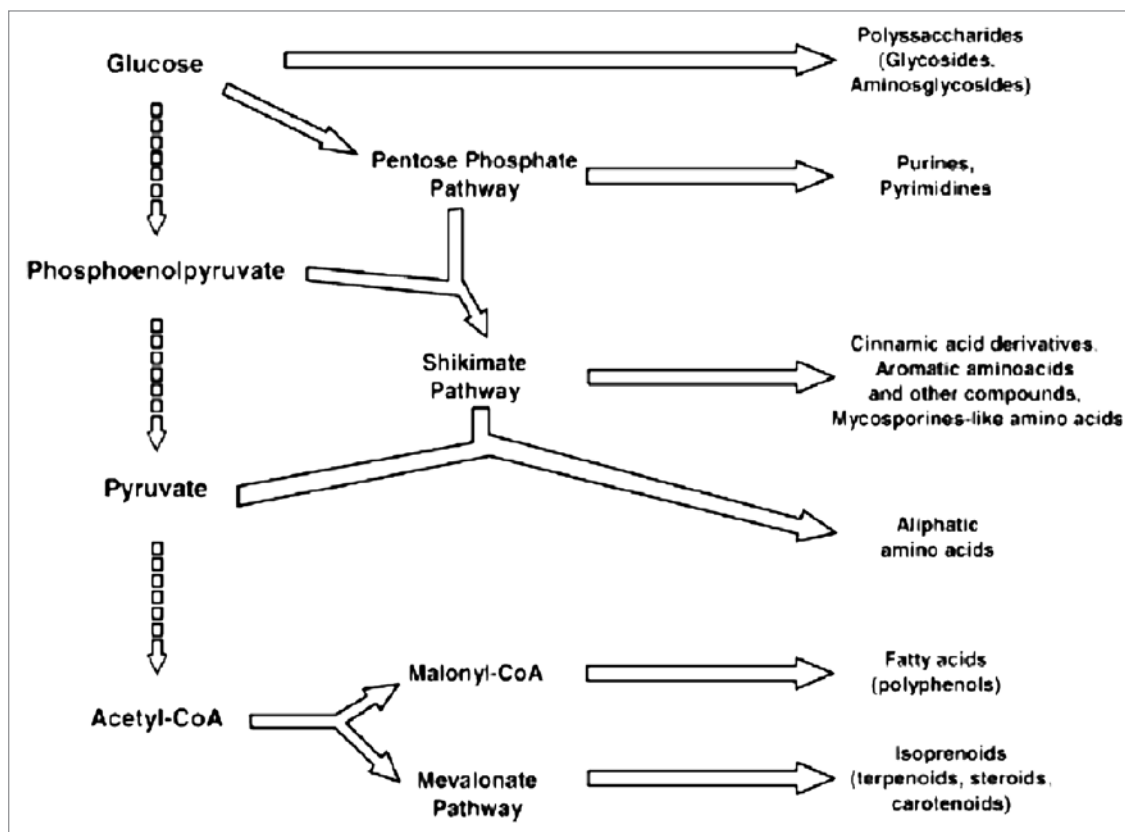 Glucose
Polyssaccharides
(Glycosides.
Aminosglycosides)
Pentose Phosphate
Pathway
Purines,
Pyrimidines
Phosphoenolpyruvate
Shikimate
Pathway
Cinnamic acid derivatives.
Aromatic aminoacids
and other compounds,
Mycosporines-like amino acids
Pyruvate
Aliphatic
amino acids
Malonyl-CoA
Fatty acids
(polyphenols)
Acetyl-CoA
Mevalonate
Pathway
Isoprenoids
(terpenoids, steroids,
carotenoids)